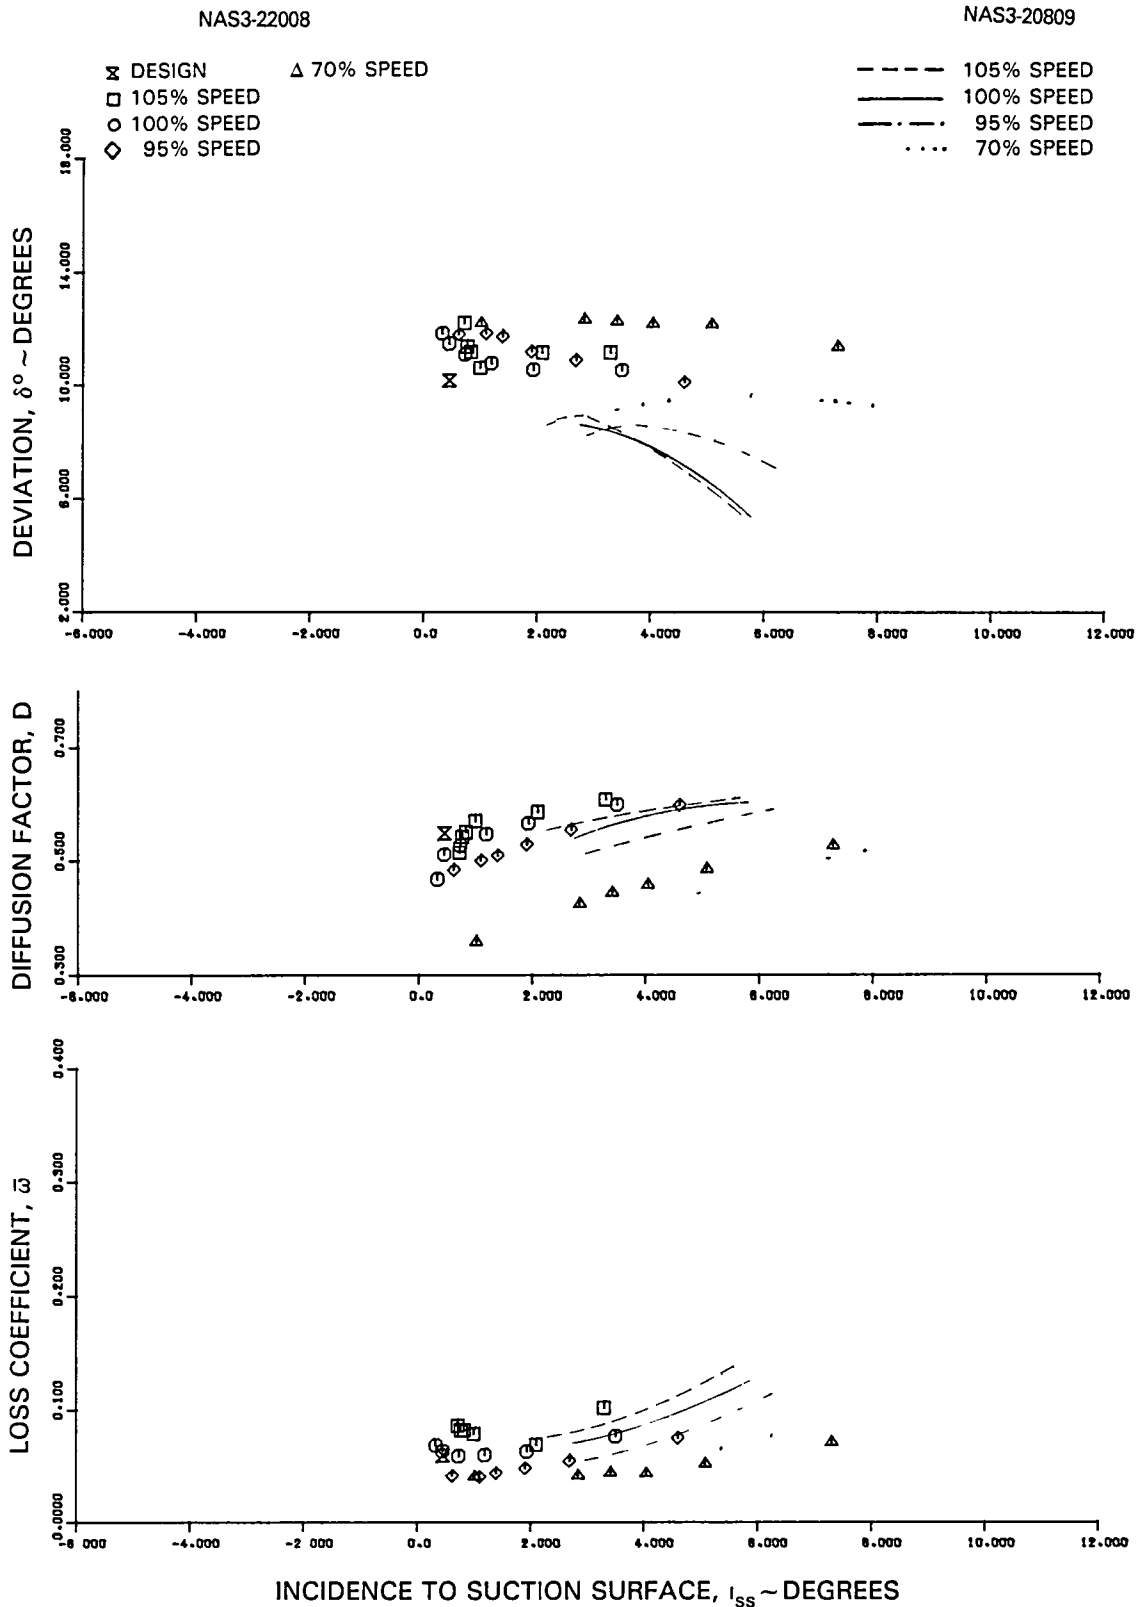 NAS3-22008
NAS3-20809
DESIGN
70% SPEED
105% SPEED
100% SPEED
95% SPEED
105% SPEED
100% SPEED
95% SPEED
70% SPEED
DEVIATION, δ° ~ DEGREES
18.000
14.000
10.000
6.000
2.000
-6.000 -4.000 -2.000 0.0 2.000 4.000 6.000 8.000 10.000 12.000
DIFFUSION FACTOR, D
0.700
0.500
0.300
-6.000 -4.000 -2.000 0.0 2.000 4.000 6.000 8.000 10.000 12.000
LOSS COEFFICIENT, ω̅
0.400
0.300
0.200
0.100
0.0000
-6 000 -4.000 -2 000 0.0 2.000 4.000 6.000 8.000 10.000 12.000
INCIDENCE TO SUCTION SURFACE, ιss ~ DEGREES